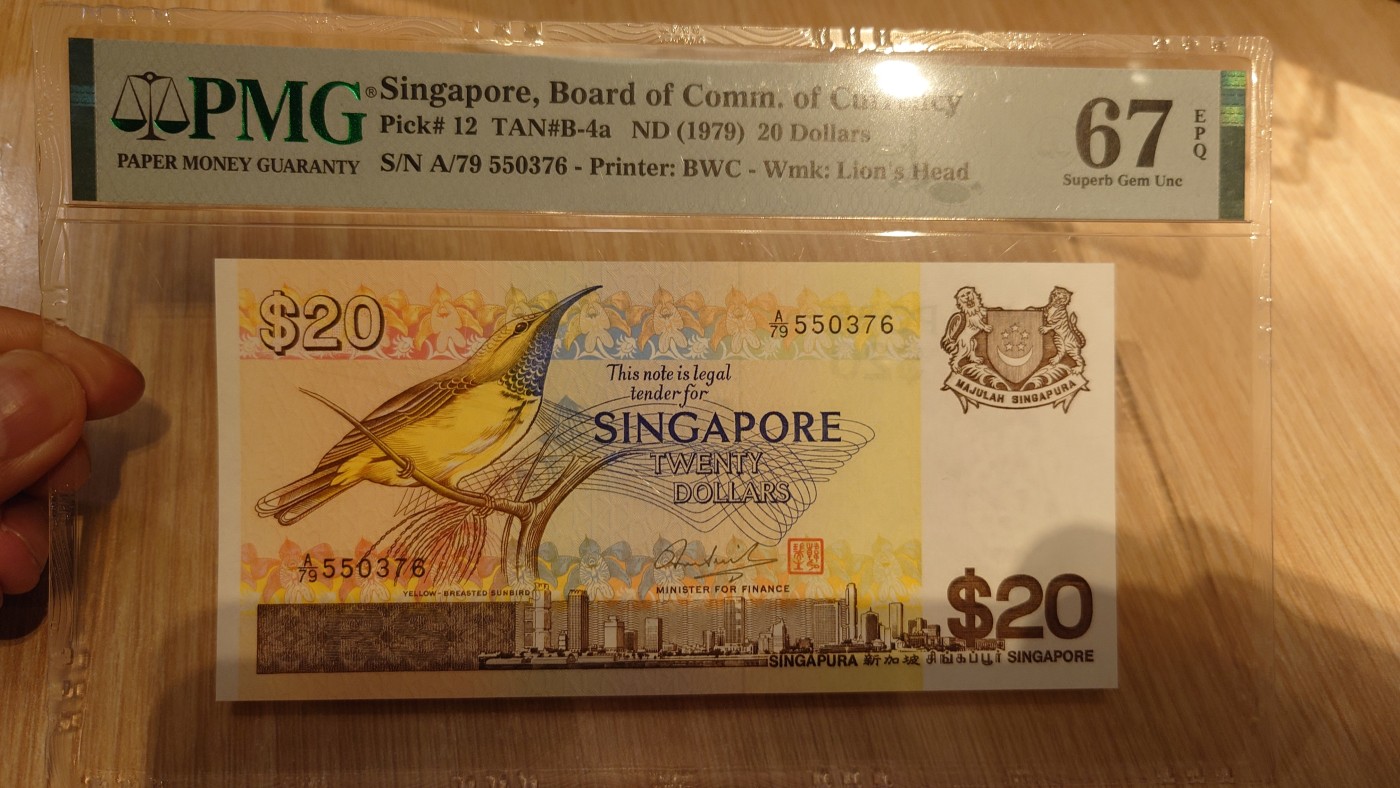 PMG®
PAPER MONEY GUARANTY
Singapore, Board of Comm. of Currency
Pick# 12 TAN#B-4a ND (1979) 20 Dollars
S/N A/79 550376 - Printer: BWC - Wmk: Lion's Head
67
EPQ
Superb Gem Unc
$20
A/79 550376
This note is legal
tender for
SINGAPORE
TWENTY
DOLLARS
MAJULAH SINGAPURA
A/79 550376
YELLOW-BREASTED SUNBIRD
MINISTER FOR FINANCE
$20
SINGAPURA 新加坡 சிங்கப்பூர் SINGAPORE